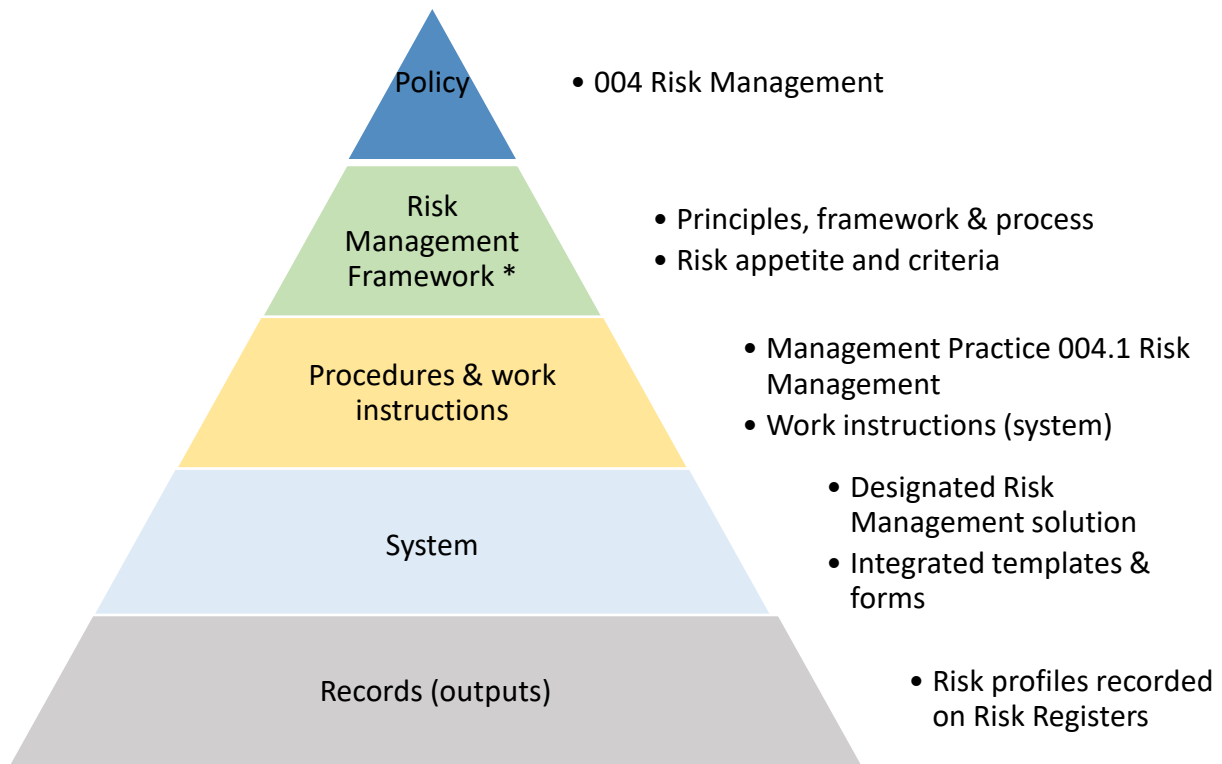 Policy
• 004 Risk Management
Risk
Management
Framework *
• Principles, framework & process
• Risk appetite and criteria
Procedures & work
instructions
• Management Practice 004.1 Risk
Management
• Work instructions (system)
System
• Designated Risk
Management solution
• Integrated templates &
forms
Records (outputs)
• Risk profiles recorded
on Risk Registers